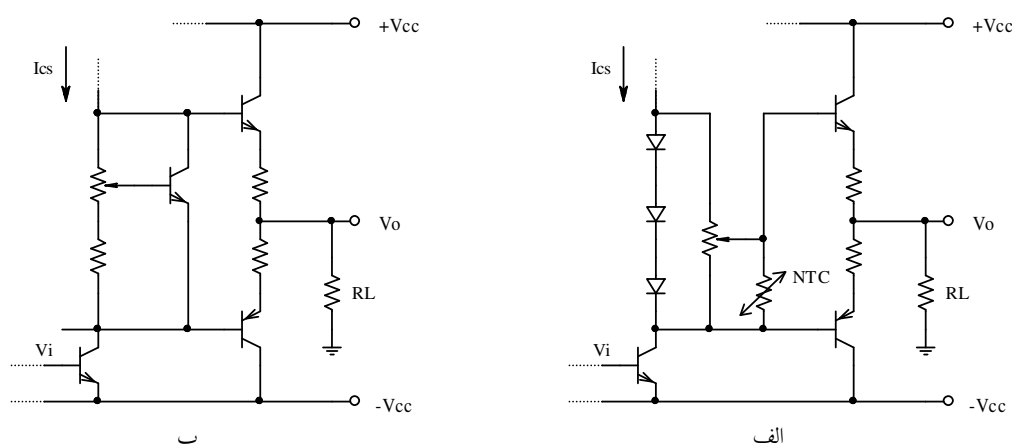 +Vcc
+Vcc
Ics
Ics
Vo
Vo
NTC
RL
RL
Vi
Vi
-Vcc
-Vcc
ب
الف